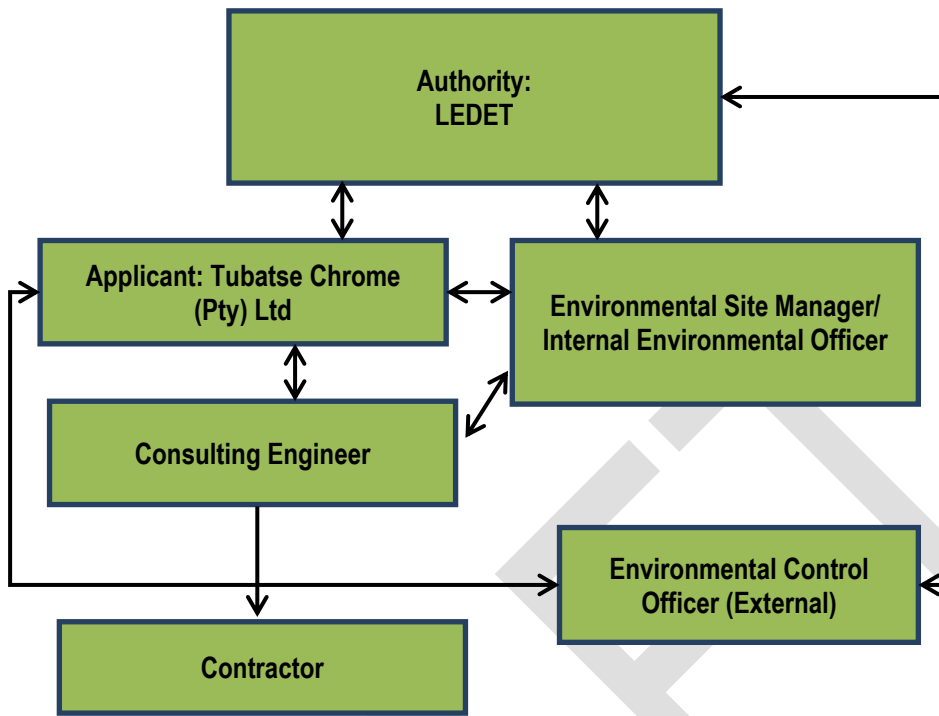 Authority:
LEDET
Applicant: Tubatse Chrome
(Pty) Ltd
Environmental Site Manager/
Internal Environmental Officer
Consulting Engineer
Environmental Control
Officer (External)
Contractor